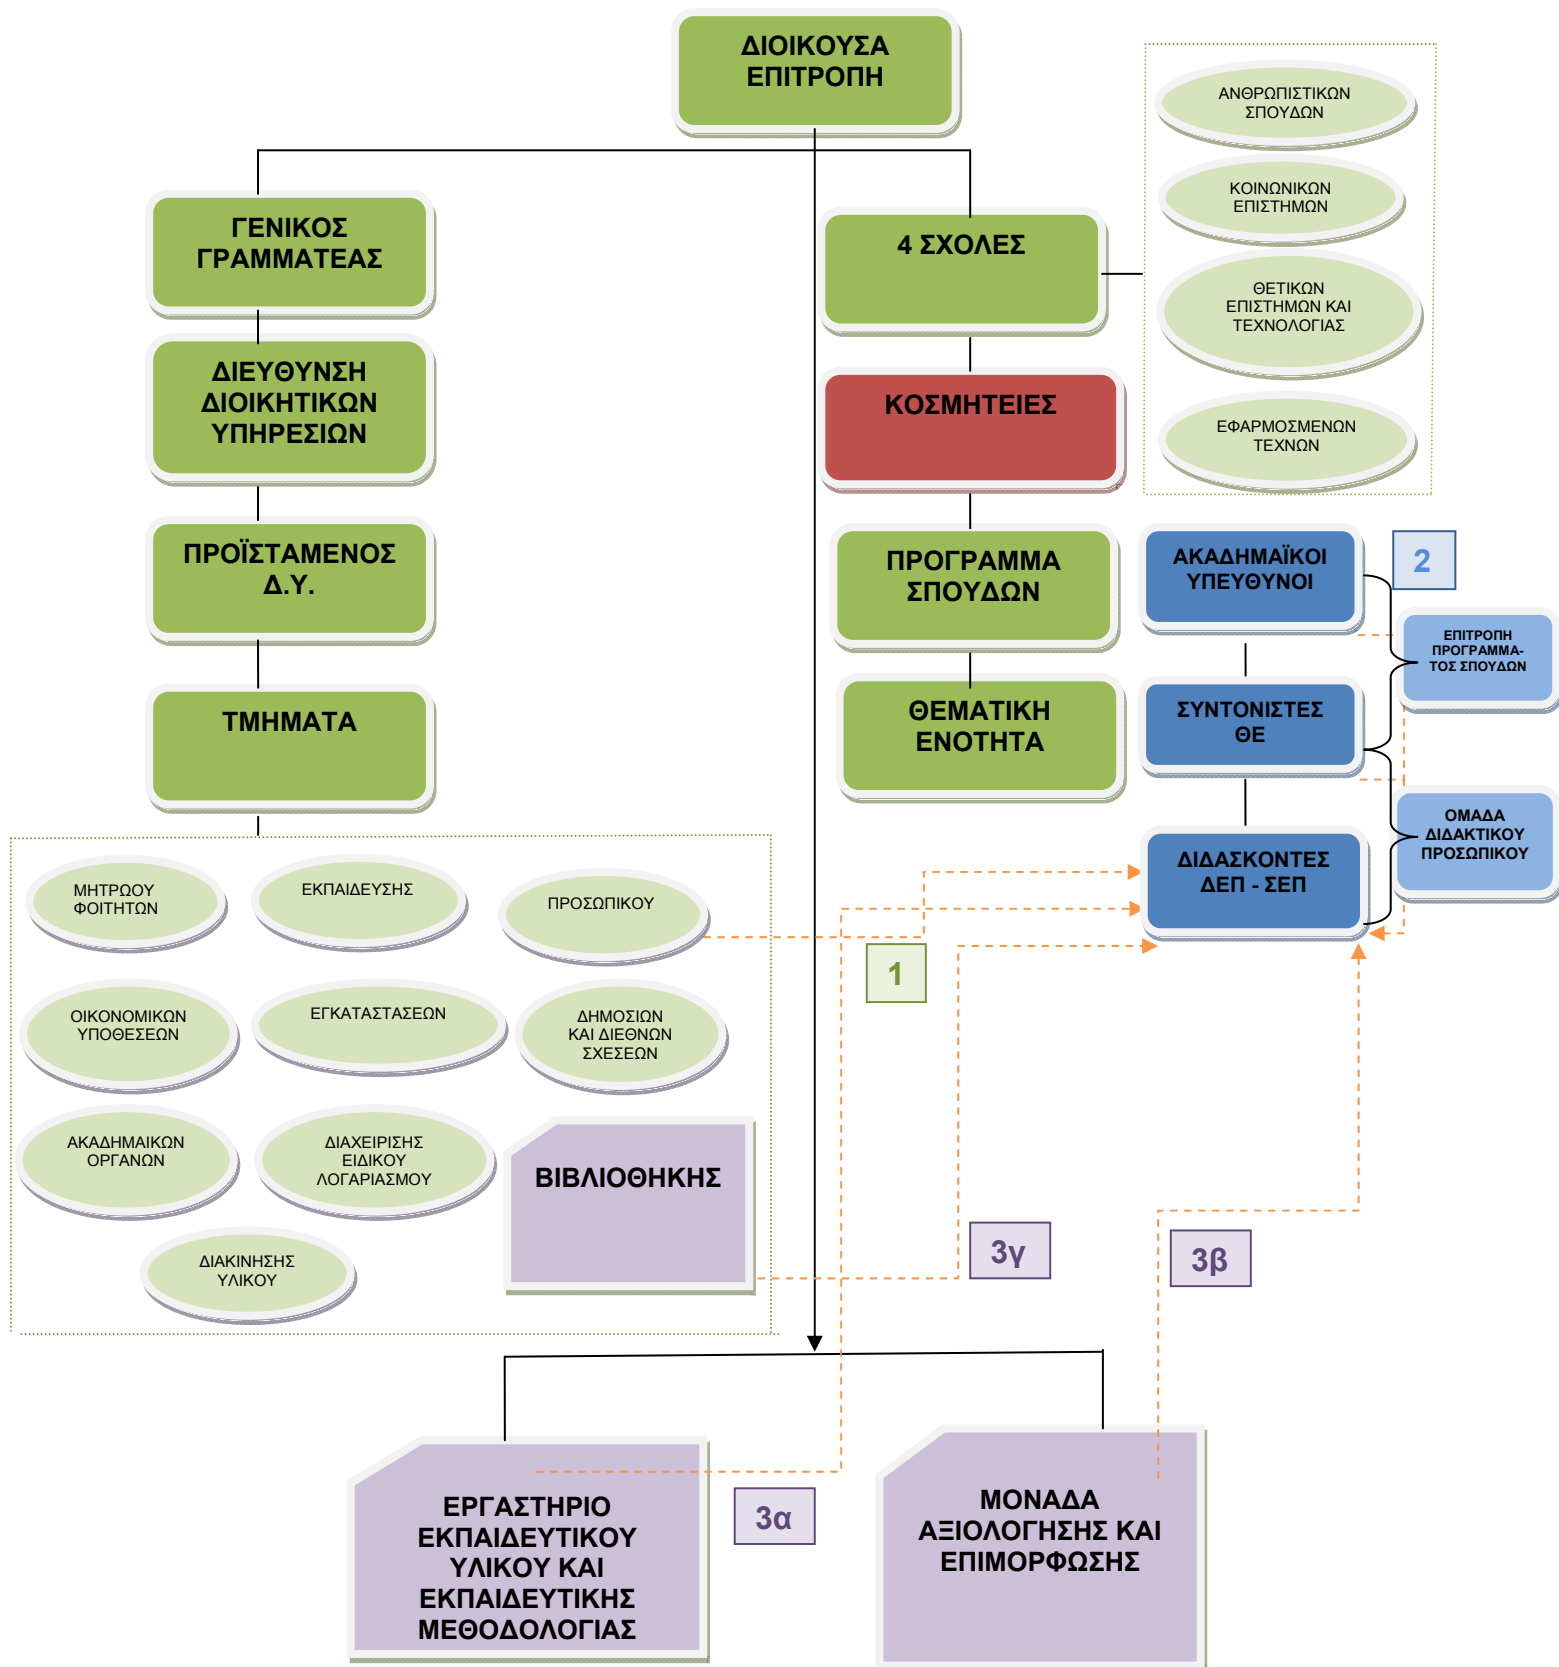 ΔΙΟΙΚΟΥΣΑ
ΕΠΙΤΡΟΠΗ
ΑΝΘΡΩΠΙΣΤΙΚΩΝ
ΣΠΟΥΔΩΝ
ΚΟΙΝΩΝΙΚΩΝ
ΕΠΙΣΤΗΜΩΝ
ΘΕΤΙΚΩΝ
ΕΠΙΣΤΗΜΩΝ ΚΑΙ
ΤΕΧΝΟΛΟΓΙΑΣ
ΕΦΑΡΜΟΣΜΕΝΩΝ
ΤΕΧΝΩΝ
ΓΕΝΙΚΟΣ
ΓΡΑΜΜΑΤΕΑΣ
4 ΣΧΟΛΕΣ
ΔΙΕΥΘΥΝΣΗ
ΔΙΟΙΚΗΤΙΚΩΝ
ΥΠΗΡΕΣΙΩΝ
ΚΟΣΜΗΤΕΙΕΣ
ΠΡΟΪΣΤΑΜΕΝΟΣ
Δ.Υ.
ΠΡΟΓΡΑΜΜΑ
ΣΠΟΥΔΩΝ
ΑΚΑΔΗΜΑΪΚΟΙ
ΥΠΕΥΘΥΝΟΙ
2
ΕΠΙΤΡΟΠΗ
ΠΡΟΓΡΑΜΜΑ-
ΤΟΣ ΣΠΟΥΔΩΝ
ΤΜΗΜΑΤΑ
ΘΕΜΑΤΙΚΗ
ΕΝΟΤΗΤΑ
ΣΥΝΤΟΝΙΣΤΕΣ
ΘΕ
ΟΜΑΔΑ
ΔΙΔΑΚΤΙΚΟΥ
ΠΡΟΣΩΠΙΚΟΥ
ΔΙΔΑΣΚΟΝΤΕΣ
ΔΕΠ - ΣΕΠ
ΜΗΤΡΩΟΥ
ΦΟΙΤΗΤΩΝ
ΕΚΠΑΙΔΕΥΣΗΣ
ΠΡΟΣΩΠΙΚΟΥ
1
ΟΙΚΟΝΟΜΙΚΩΝ
ΥΠΟΘΕΣΕΩΝ
ΕΓΚΑΤΑΣΤΑΣΕΩΝ
ΔΗΜΟΣΙΩΝ
ΚΑΙ ΔΙΕΘΝΩΝ
ΣΧΕΣΕΩΝ
ΑΚΑΔΗΜΑΙΚΩΝ
ΟΡΓΑΝΩΝ
ΔΙΑΧΕΙΡΙΣΗΣ
ΕΙΔΙΚΟΥ
ΛΟΓΑΡΙΑΣΜΟΥ
ΒΙΒΛΙΟΘΗΚΗΣ
ΔΙΑΚΙΝΗΣΗΣ
ΥΛΙΚΟΥ
3γ
3β
ΕΡΓΑΣΤΗΡΙΟ
ΕΚΠΑΙΔΕΥΤΙΚΟΥ
ΥΛΙΚΟΥ ΚΑΙ
ΕΚΠΑΙΔΕΥΤΙΚΗΣ
ΜΕΘΟΔΟΛΟΓΙΑΣ
3α
ΜΟΝΑΔΑ
ΑΞΙΟΛΟΓΗΣΗΣ ΚΑΙ
ΕΠΙΜΟΡΦΩΣΗΣ